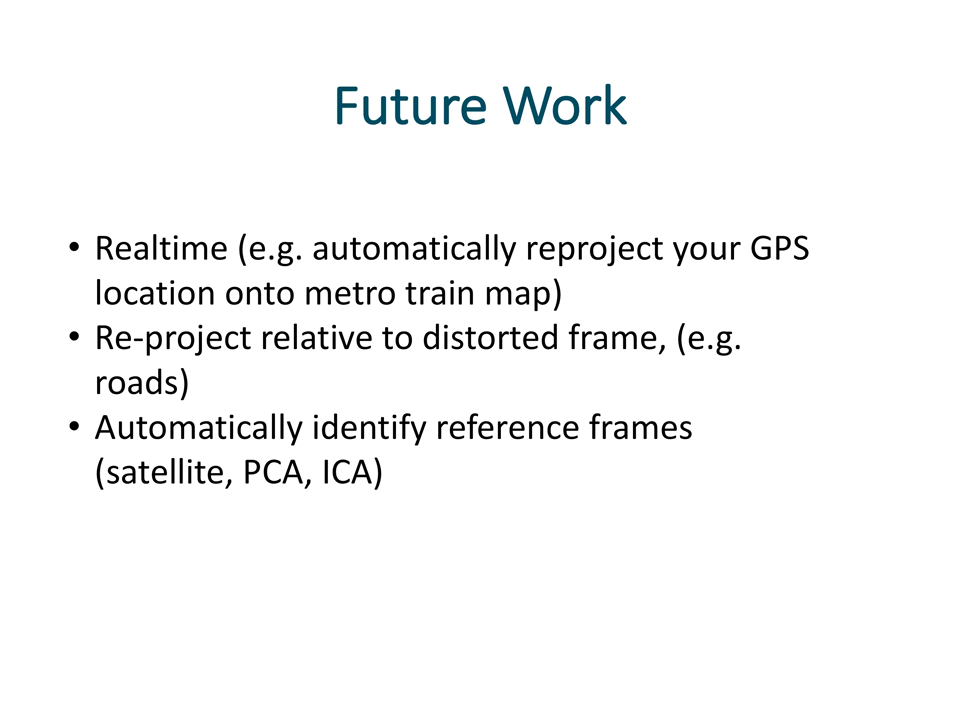 Future Work
• Realtime (e.g. automatically reproject your GPS
location onto metro train map)
• Re-project relative to distorted frame, (e.g.
roads)
• Automatically identify reference frames
(satellite, PCA, ICA)